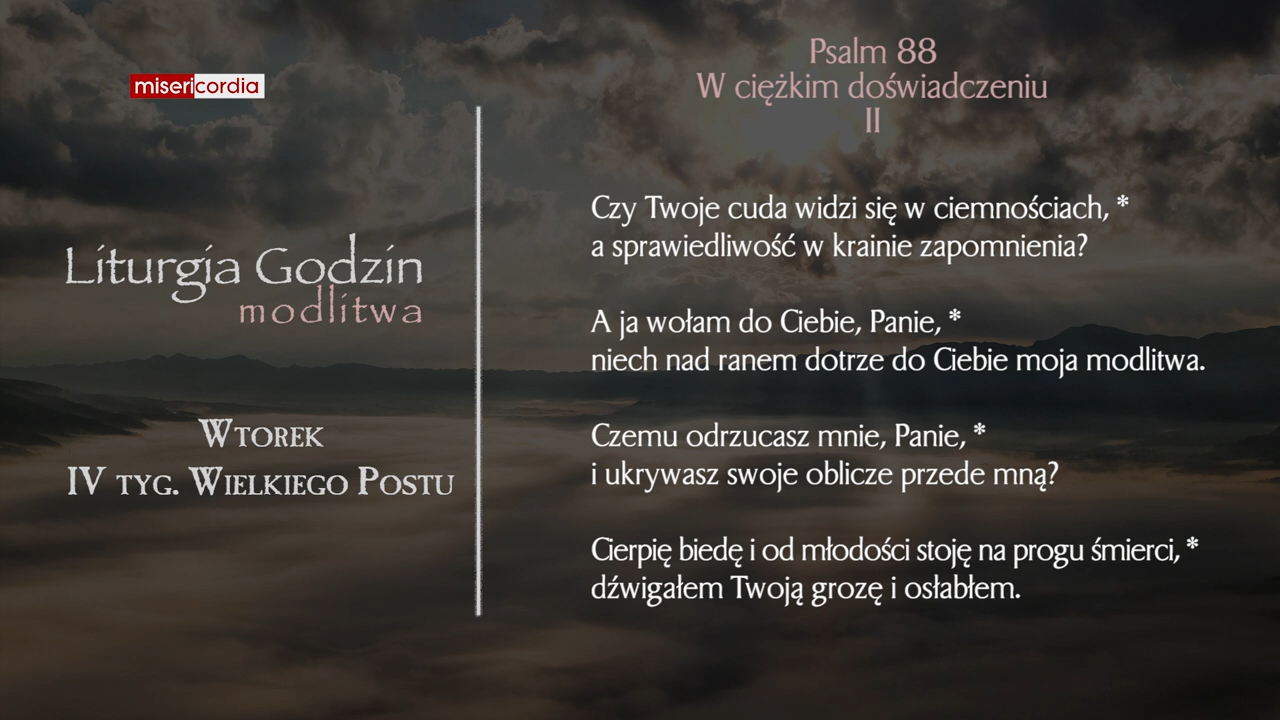 misericordia
Liturgia Godzin
modlitwa
Wtorek
IV tyg. Wielkiego Postu
Psalm 88
W ciężkim doświadczeniu
II
Czy Twoje cuda widzi się w ciemnościach, *
a sprawiedliwość w krainie zapomnienia?
A ja wołam do Ciebie, Panie, *
niech nad ranem dotrze do Ciebie moja modlitwa.
Czemu odrzucasz mnie, Panie, *
i ukrywasz swoje oblicze przede mną?
Cierpię biedę i od młodości stoję na progu śmierci, *
dźwigałem Twoją grozę i osłabłem.